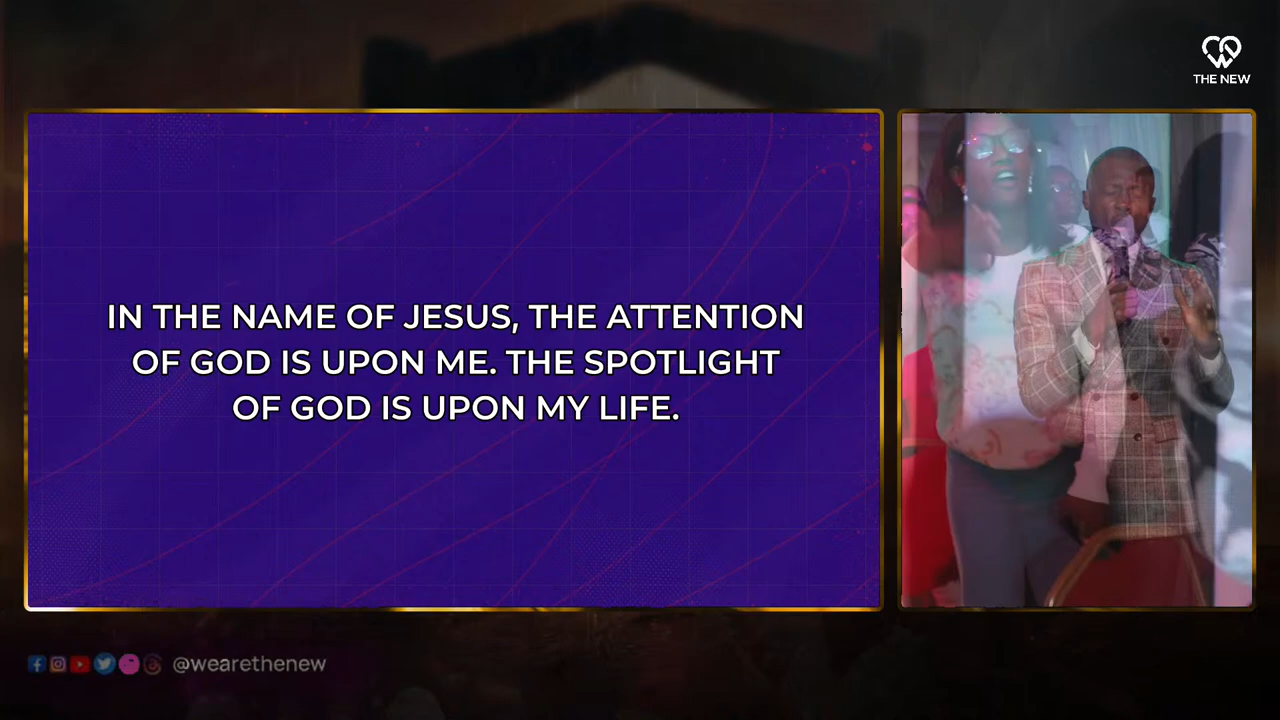 THE NEW
IN THE NAME OF JESUS, THE ATTENTION
OF GOD IS UPON ME. THE SPOTLIGHT
OF GOD IS UPON MY LIFE.
@wearethenew